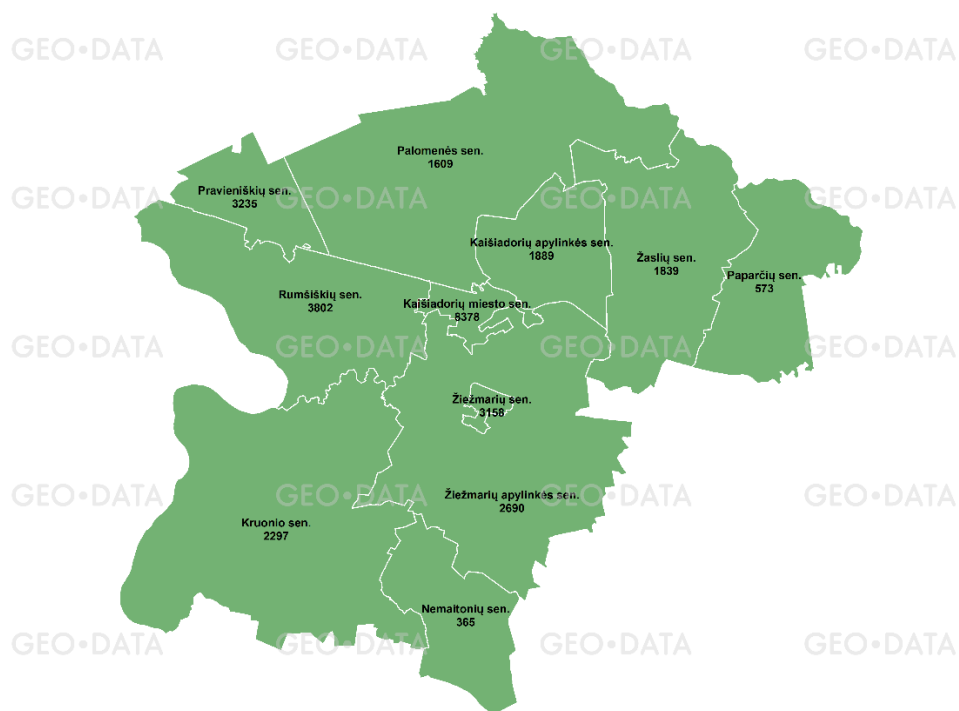 GEO•DATA GEO•DATA GEO•DATA GEO•DATA
Palomenės sen.
1609
Pravieniškių sen.
3235
GEO•DATA GEO•DATA GEO•DATA GEO•DATA
Kaišiadorių apylinkės sen.
1889
Žaslių sen.
1839
Paparčių sen.
573
Rumšiškių sen.
3802
Kaišiadorių miesto sen.
8378
GEO•DATA GEO•DATA GEO•DATA GEO•DATA
Žiežmarių sen.
3158
GEO•DATA GEO•DATA GEO•DATA GEO•DATA
Žiežmarių apylinkės sen.
2690
Kruonio sen.
2297
Nemaitonių sen.
365
GEO•DATA GEO•DATA GEO•DATA GEO•DATA